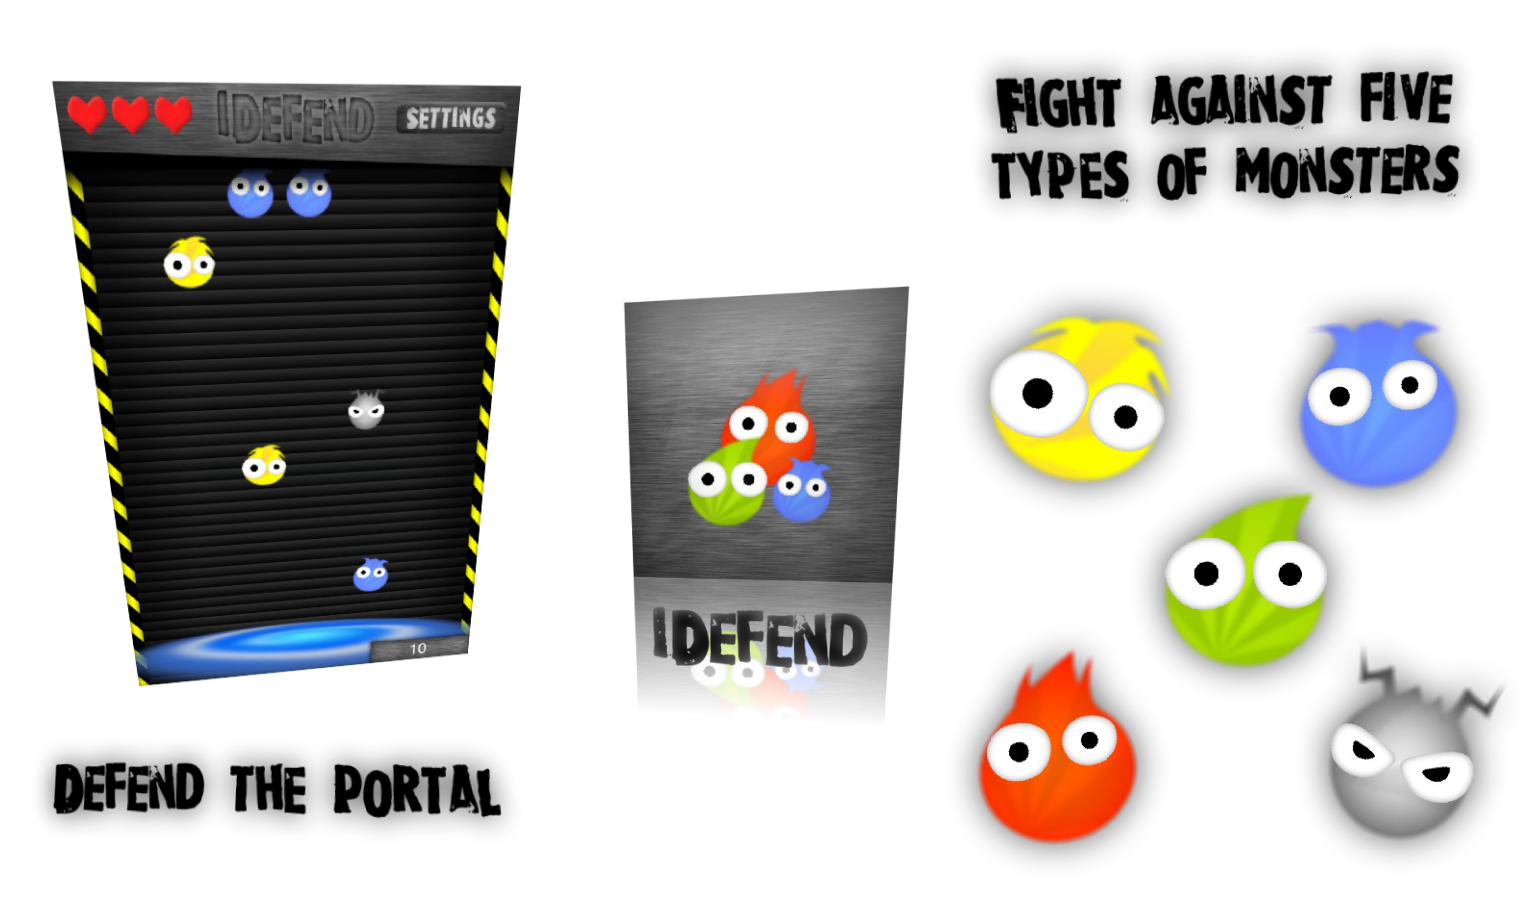 IDEFEND
SETTINGS
10
DEFEND THE PORTAL
IDEFEND
FIGHT AGAINST FIVE
TYPES OF MONSTERS